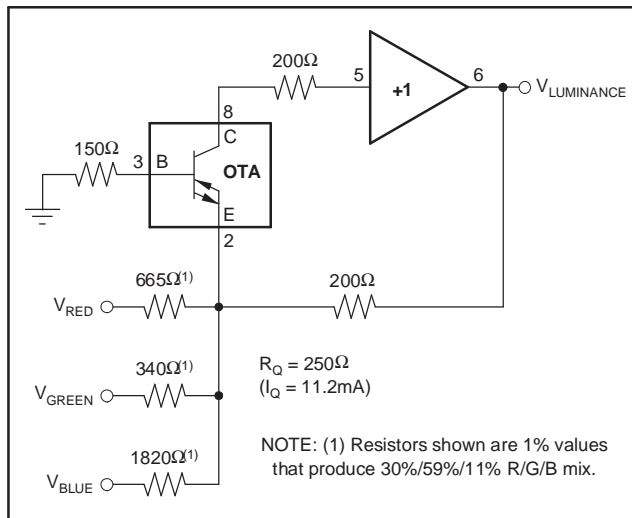 200Ω
5
+1
6
V_LUMINANCE
8
C
150Ω
3
B
OTA
E
2
665Ω(1)
V_RED
200Ω
340Ω(1)
V_GREEN
R_Q = 250Ω
(I_Q = 11.2mA)
1820Ω(1)
V_BLUE
NOTE: (1) Resistors shown are 1% values
that produce 30%/59%/11% R/G/B mix.